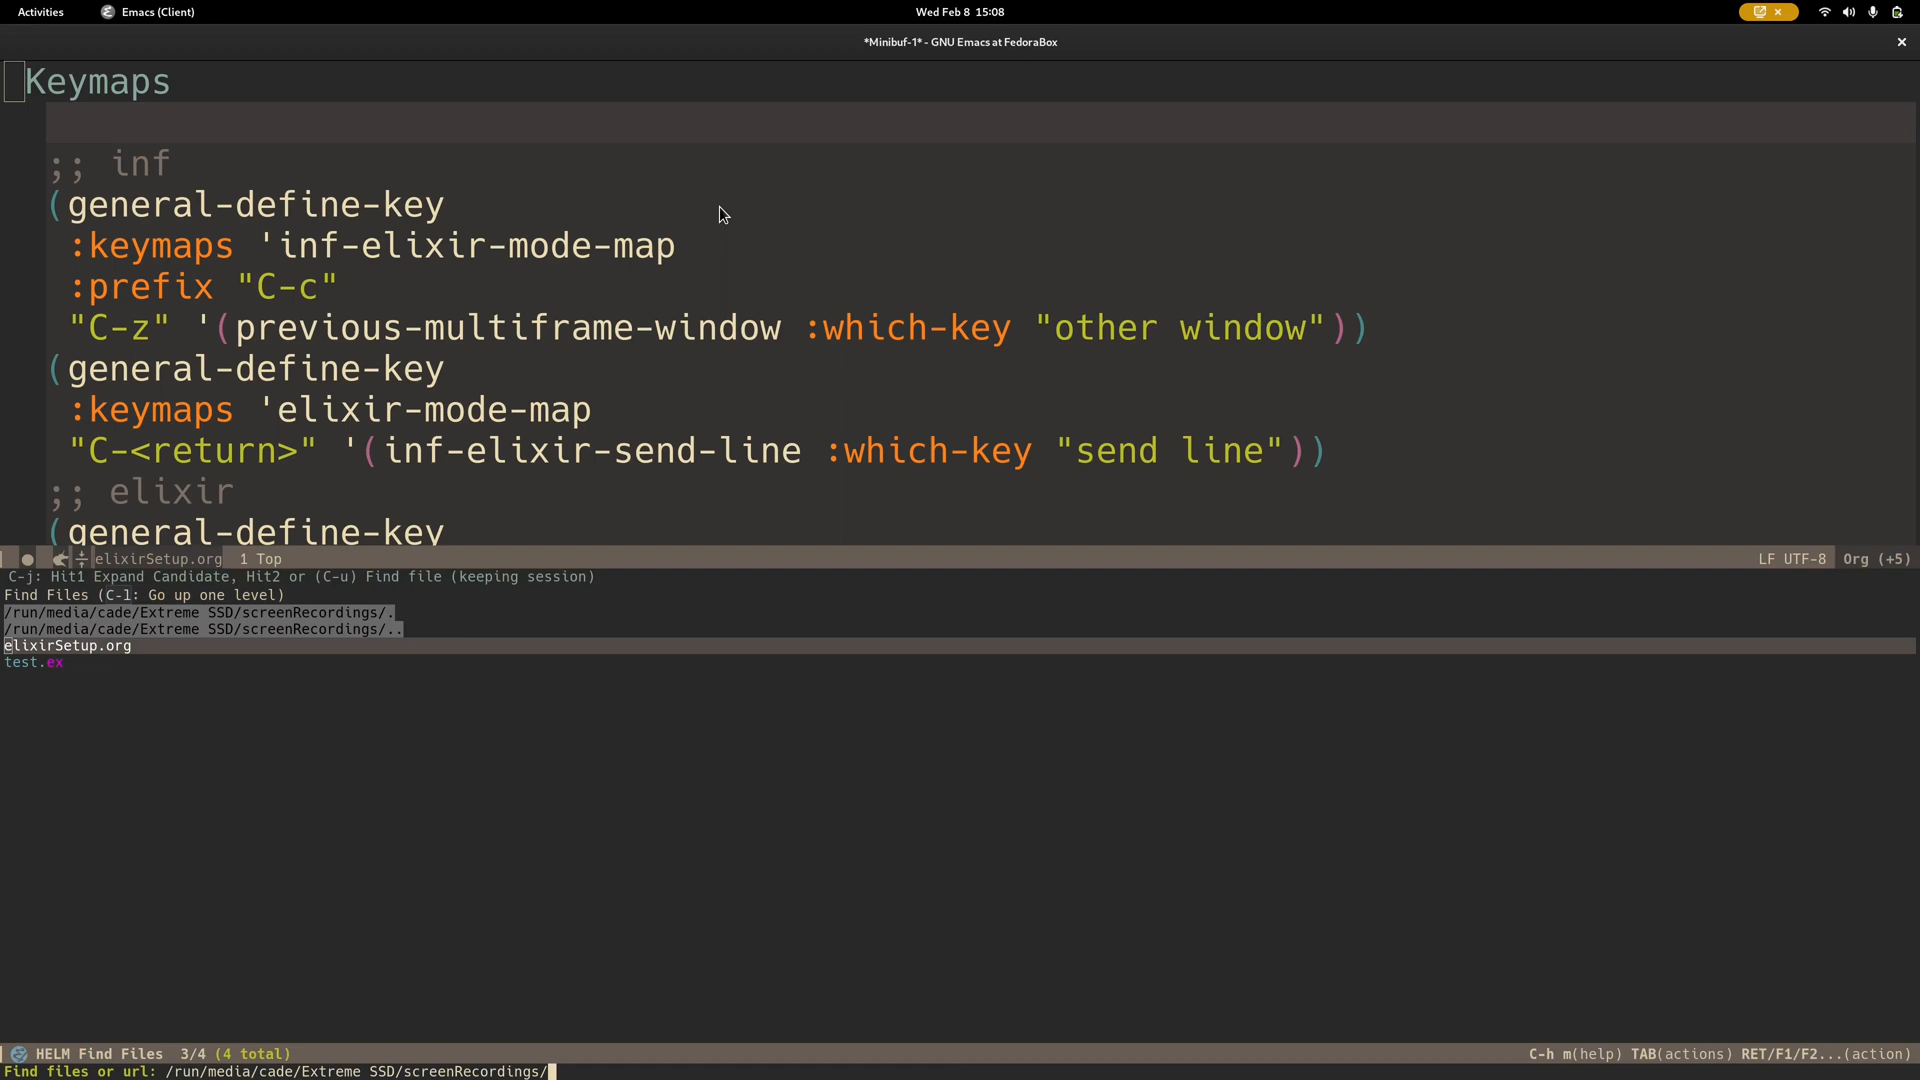 Activities
Emacs (Client)
Wed Feb 8 15:08
*Minibuf-1* - GNU Emacs at FedoraBox
Keymaps
;; inf
(general-define-key
:keymaps 'inf-elixir-mode-map
:prefix "C-c"
"C-z" '(previous-multiframe-window :which-key "other window"))
(general-define-key
:keymaps 'elixir-mode-map
"C-<return>" '(inf-elixir-send-line :which-key "send line"))
;; elixir
(general-define-key
elixirSetup.org 1 Top LF UTF-8 Org (+5)
C-j: Hit1 Expand Candidate, Hit2 or (C-u) Find file (keeping session)
Find Files (C-l: Go up one level)
/run/media/cade/Extreme SSD/screenRecordings/.
/run/media/cade/Extreme SSD/screenRecordings/..
elixirSetup.org
test.ex
HELM Find Files 3/4 (4 total) C-h m(help) TAB(actions) RET/F1/F2...(action)
Find files or url: /run/media/cade/Extreme SSD/screenRecordings/